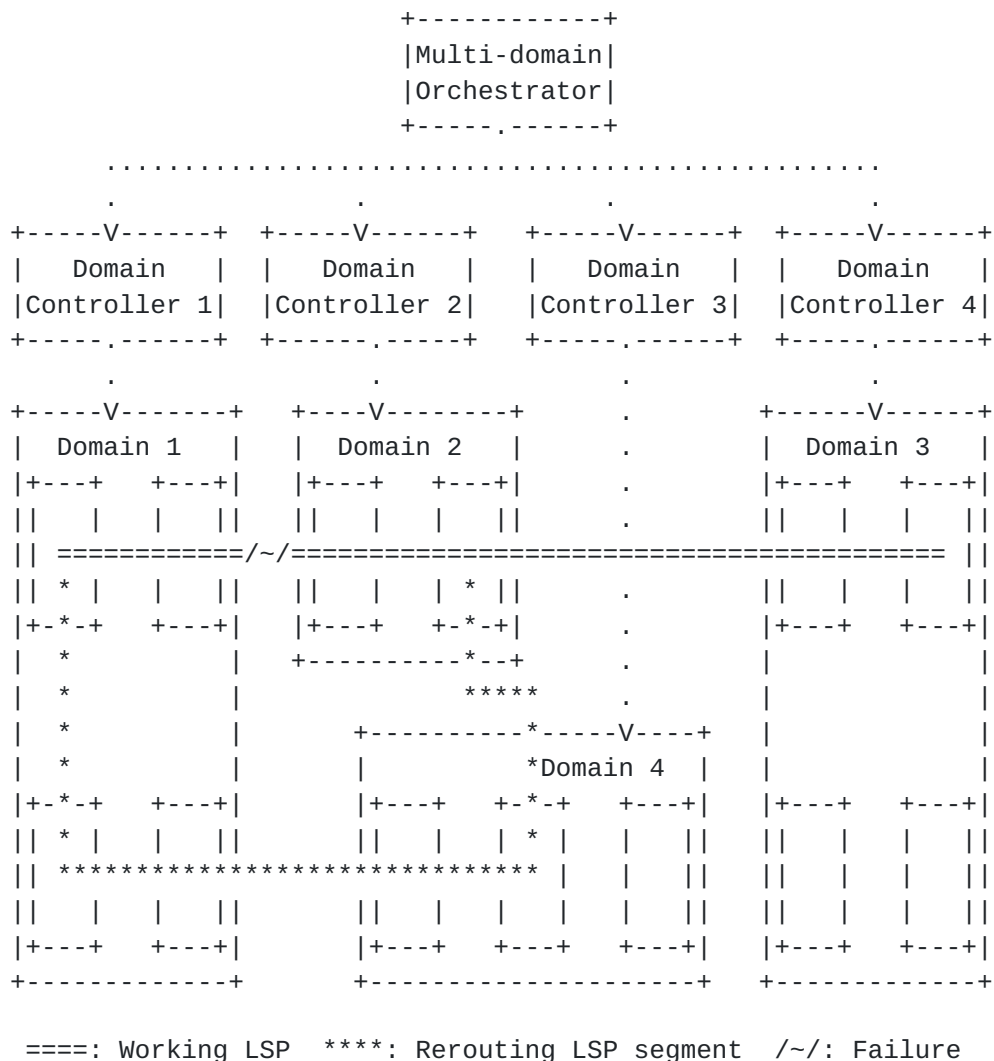 +------------+
                         |Multi-domain|
                         |Orchestrator|
                         +-----.------+
      ..................................................
      .               .               .                .
+-----V------+  +-----V------+   +-----V------+  +-----V------+
|   Domain   |  |   Domain   |   |   Domain   |  |   Domain   |
|Controller 1|  |Controller 2|   |Controller 3|  |Controller 4|
+-----.------+  +------.-----+   +-----.------+  +-----.------+
      .                .               .               .
+-----V-------+   +----V--------+      .        +------V------+
|  Domain 1   |   |  Domain 2   |      .        |  Domain 3   |
|+---+   +---+|   |+---+   +---+|      .        |+---+   +---+|
||   |   |   ||   ||   |   |   ||      .        ||   |   |   ||
|| ============/~/========================================== ||
|| * |   |   ||   ||   |   | * ||      .        ||   |   |   ||
|+-*-+   +---+|   |+---+   +-*-+|      .        |+---+   +---+|
|  *          |   +----------*--+      .        |             |
|  *          |              *****     .        |             |
|  *          |       +----------*-----V----+   |             |
|  *          |       |          *Domain 4  |   |             |
|+-*-+   +---+|       |+---+   +-*-+   +---+|   |+---+   +---+|
|| * |   |   ||       ||   |   | * |   |   ||   ||   |   |   ||
|| ******************************* |   |   ||   ||   |   |   ||
||   |   |   ||       ||   |   |   |   |   ||   ||   |   |   ||
|+---+   +---+|       |+---+   +---+   +---+|   |+---+   +---+|
+-------------+       +---------------------+   +-------------+
 ====: Working LSP  ****: Rerouting LSP segment  /~/: Failure